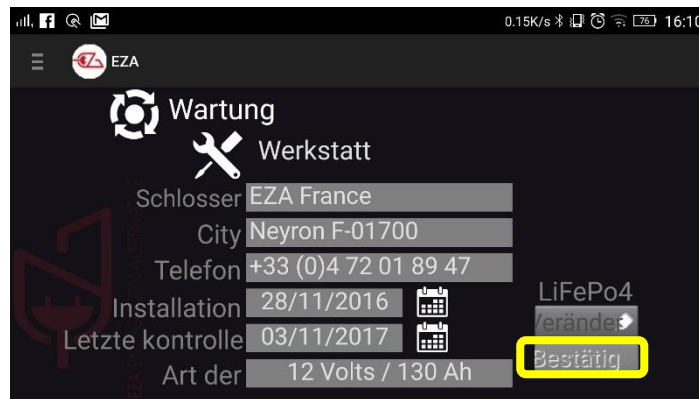 0.15K/s 76 16:10
EZA
Wartung
Werkstatt
Schlosser EZA France
City Neyron F-01700
Telefon +33 (0)4 72 01 89 47
Installation 28/11/2016
Letzte kontrolle 03/11/2017
Art der 12 Volts / 130 Ah
LiFePo4
Bestätig